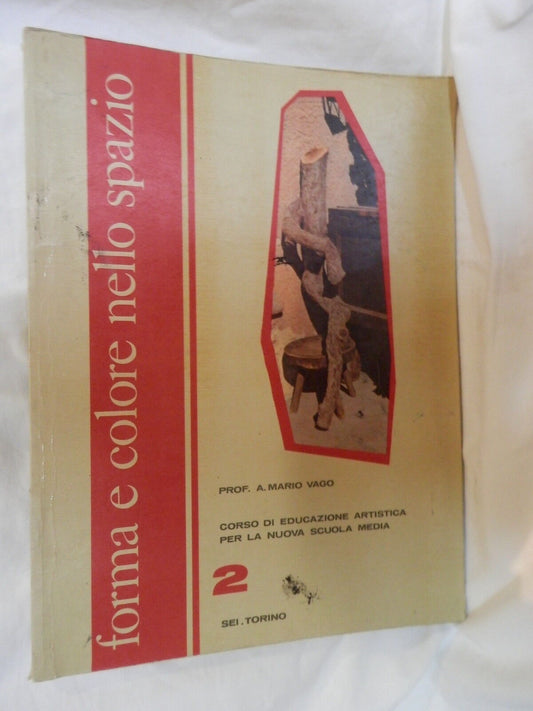 forma e colore nello spazio
PROF. A. MARIO VAGO
CORSO DI EDUCAZIONE ARTISTICA
PER LA NUOVA SCUOLA MEDIA
2
SEI. TORINO